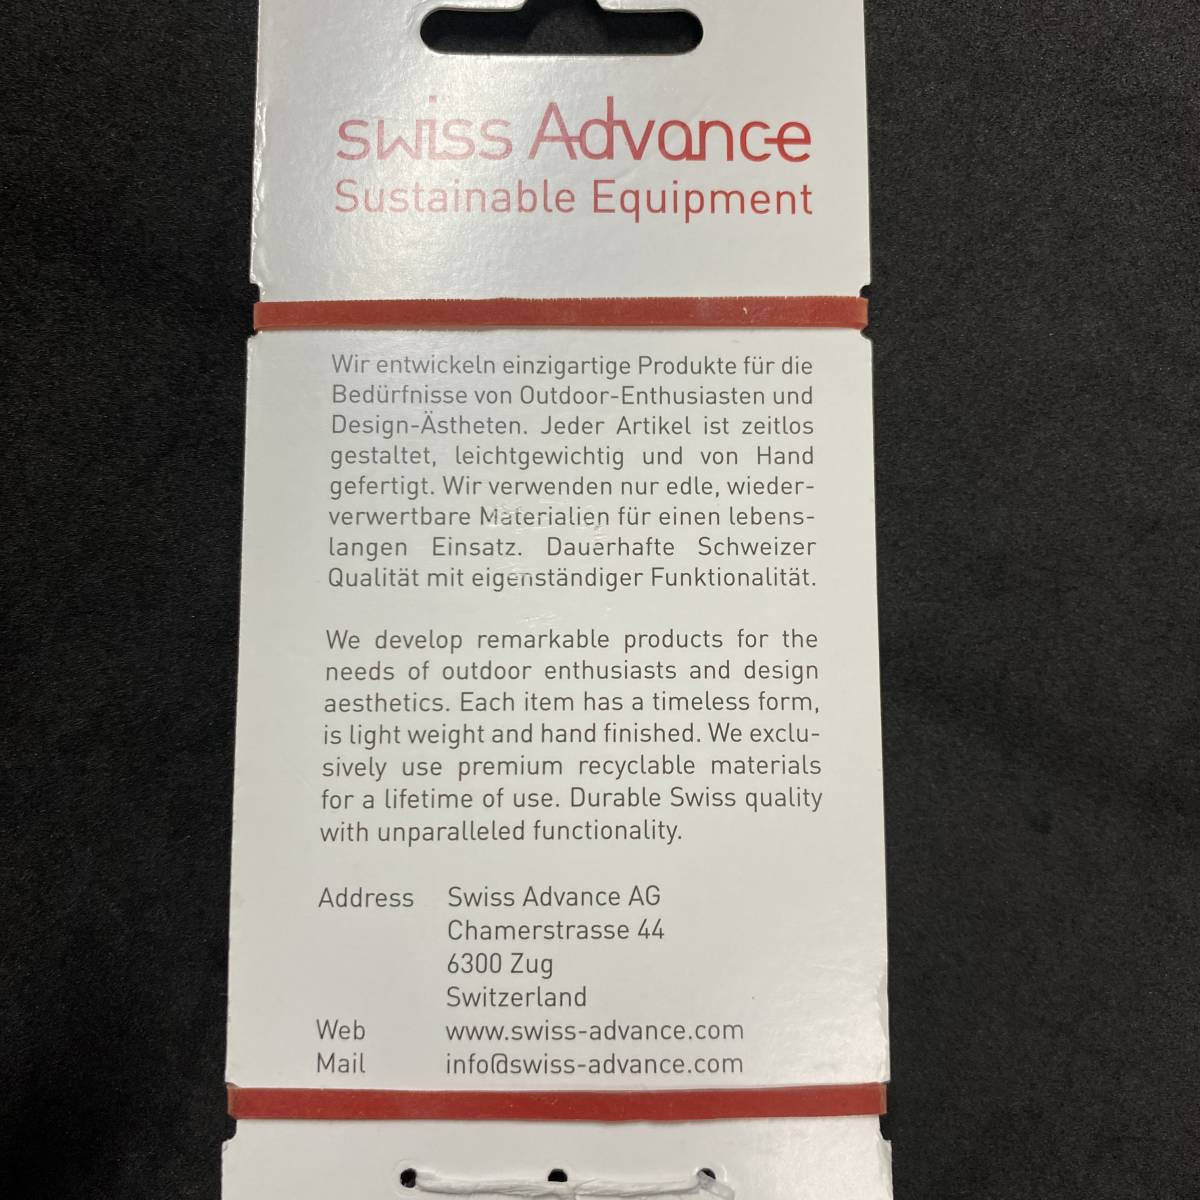 swiss Advance
Sustainable Equipment
Wir entwickeln einzigartige Produkte für die
Bedürfnisse von Outdoor-Enthusiasten und
Design-Ästheten. Jeder Artikel ist zeitlos
gestaltet, leichtgewichtig und von Hand
gefertigt. Wir verwenden nur edle, wieder-
verwertbare Materialien für einen lebens-
langen Einsatz. Dauerhafte Schweizer
Qualität mit eigenständiger Funktionalität.
We develop remarkable products for the
needs of outdoor enthusiasts and design
aesthetics. Each item has a timeless form,
is light weight and hand finished. We exclu-
sively use premium recyclable materials
for a lifetime of use. Durable Swiss quality
with unparalleled functionality.
Address Swiss Advance AG
Chamerstrasse 44
6300 Zug
Switzerland
Web www.swiss-advance.com
Mail info@swiss-advance.com